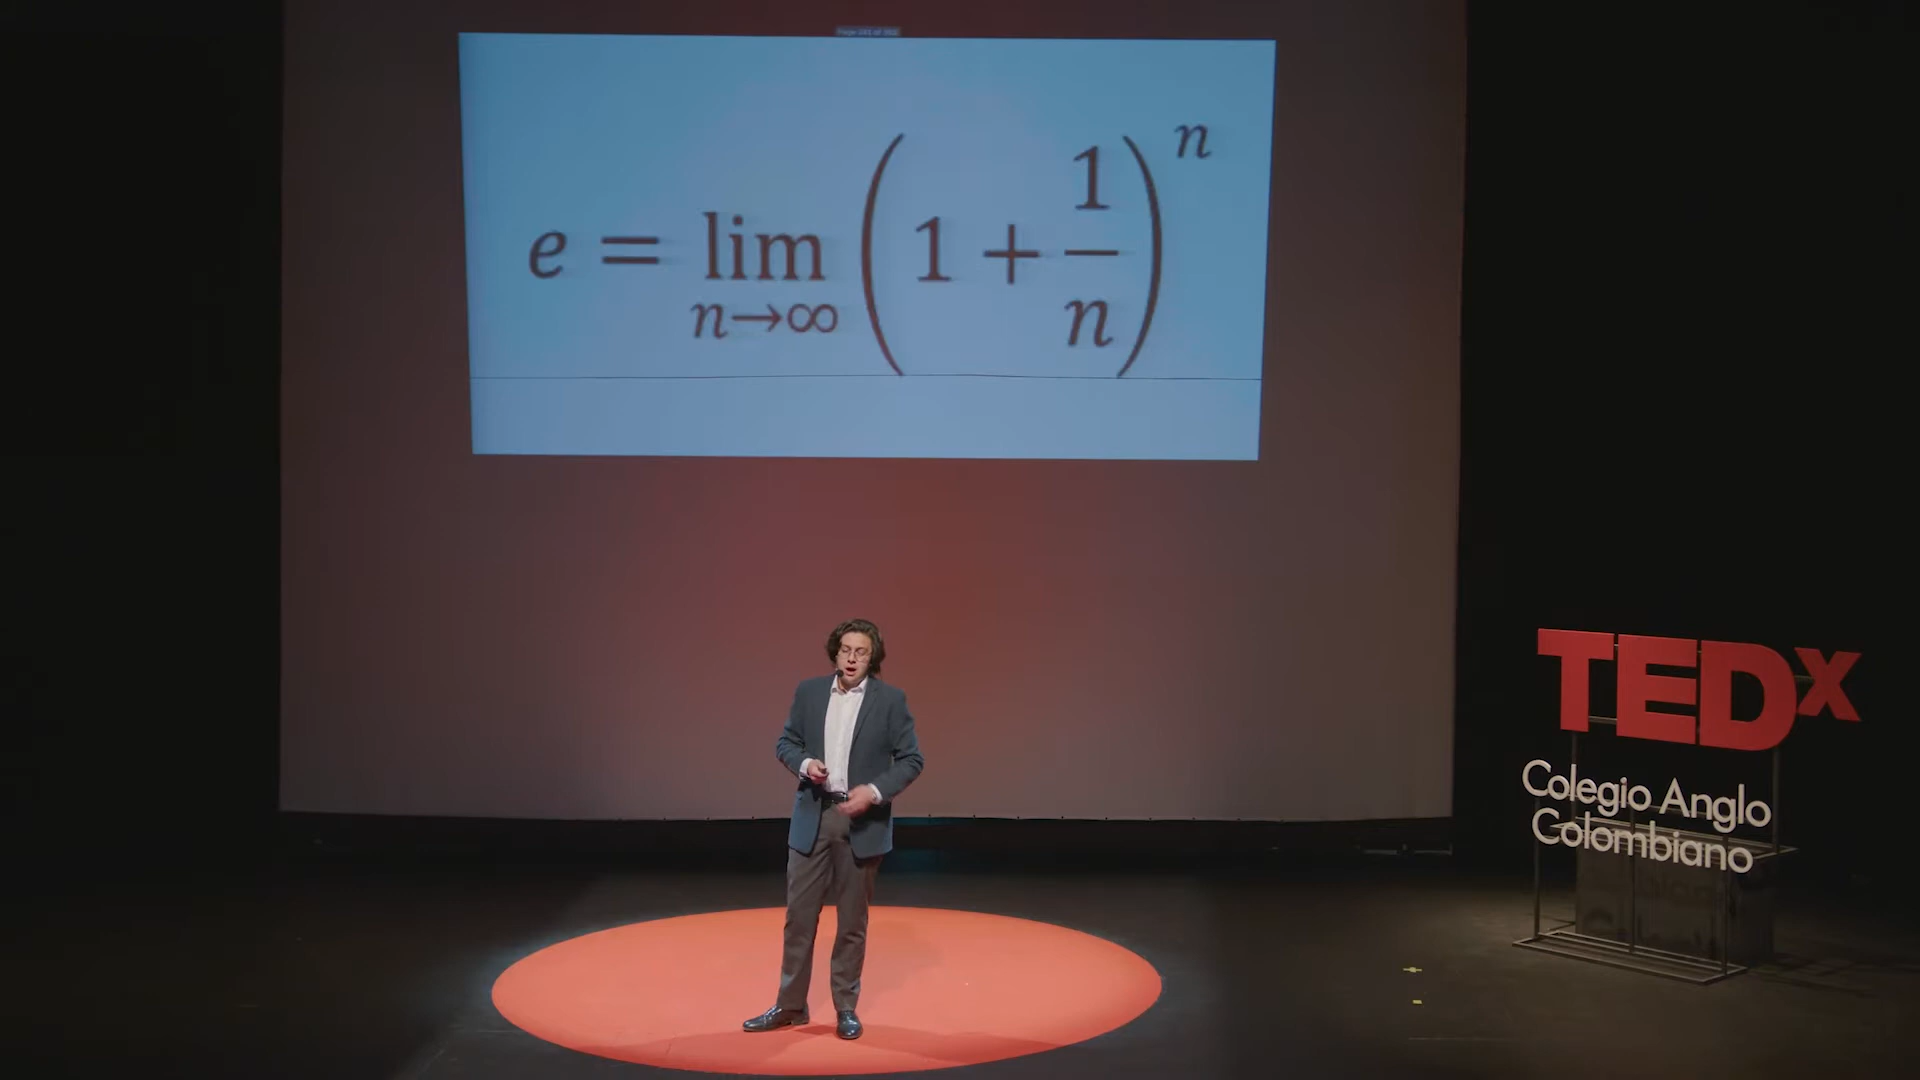 e = lim n→∞ (1 + 1/n)^n
TEDx
Colegio Anglo
Colombiano